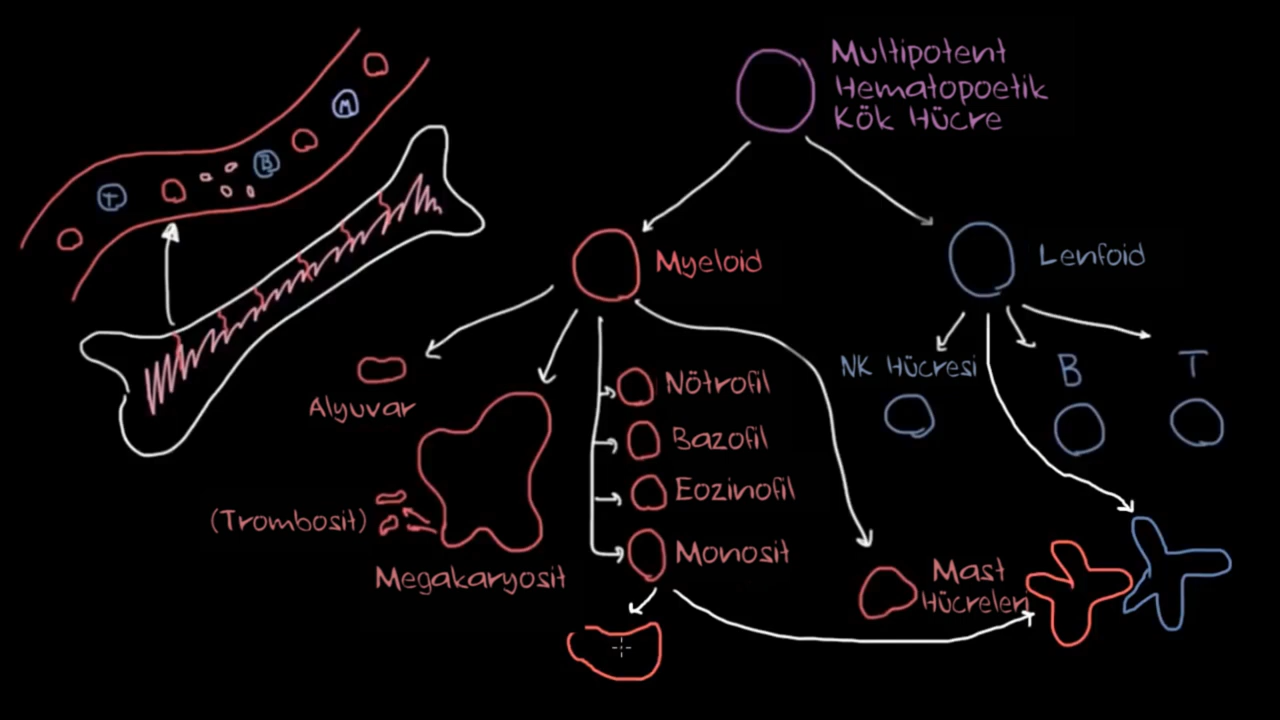 Multipotent
Hematopoetik
Kök Hücre
M
B
T
Myeloid
Lenfoid
NK Hücresi
B
T
Alyuvar
Nötrofil
Bazofil
Eozinofil
(Trombosit)
Monosit
Megakaryosit
Mast
Hücreleri